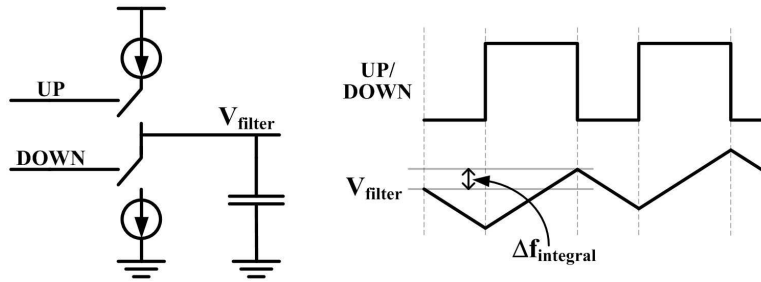 UP
V_filter
DOWN
UP/
DOWN
V_filter
Δf_integral